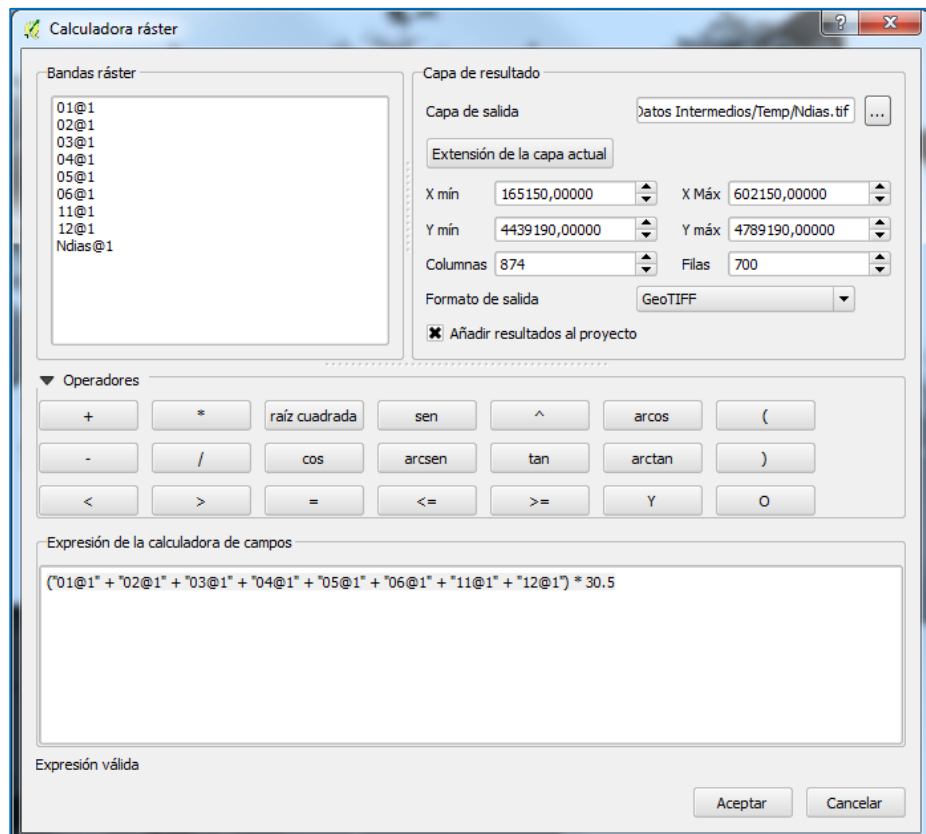 Calculadora ráster
Bandas ráster
01@1
02@1
03@1
04@1
05@1
06@1
11@1
12@1
Ndias@1
Capa de resultado
Capa de salida
Datos Intermedios/Temp/Ndias.tif
...
Extensión de la capa actual
X mín 165150,00000 X Máx 602150,00000
Y mín 4439190,00000 Y máx 4789190,00000
Columnas 874 Filas 700
Formato de salida GeoTIFF
Añadir resultados al proyecto
Operadores
+ * raíz cuadrada sen ^ arcos (
- / cos arcsen tan arctan )
< > = <= >= Y O
Expresión de la calculadora de campos
("01@1" + "02@1" + "03@1" + "04@1" + "05@1" + "06@1" + "11@1" + "12@1") * 30.5
Expresión válida
Aceptar Cancelar